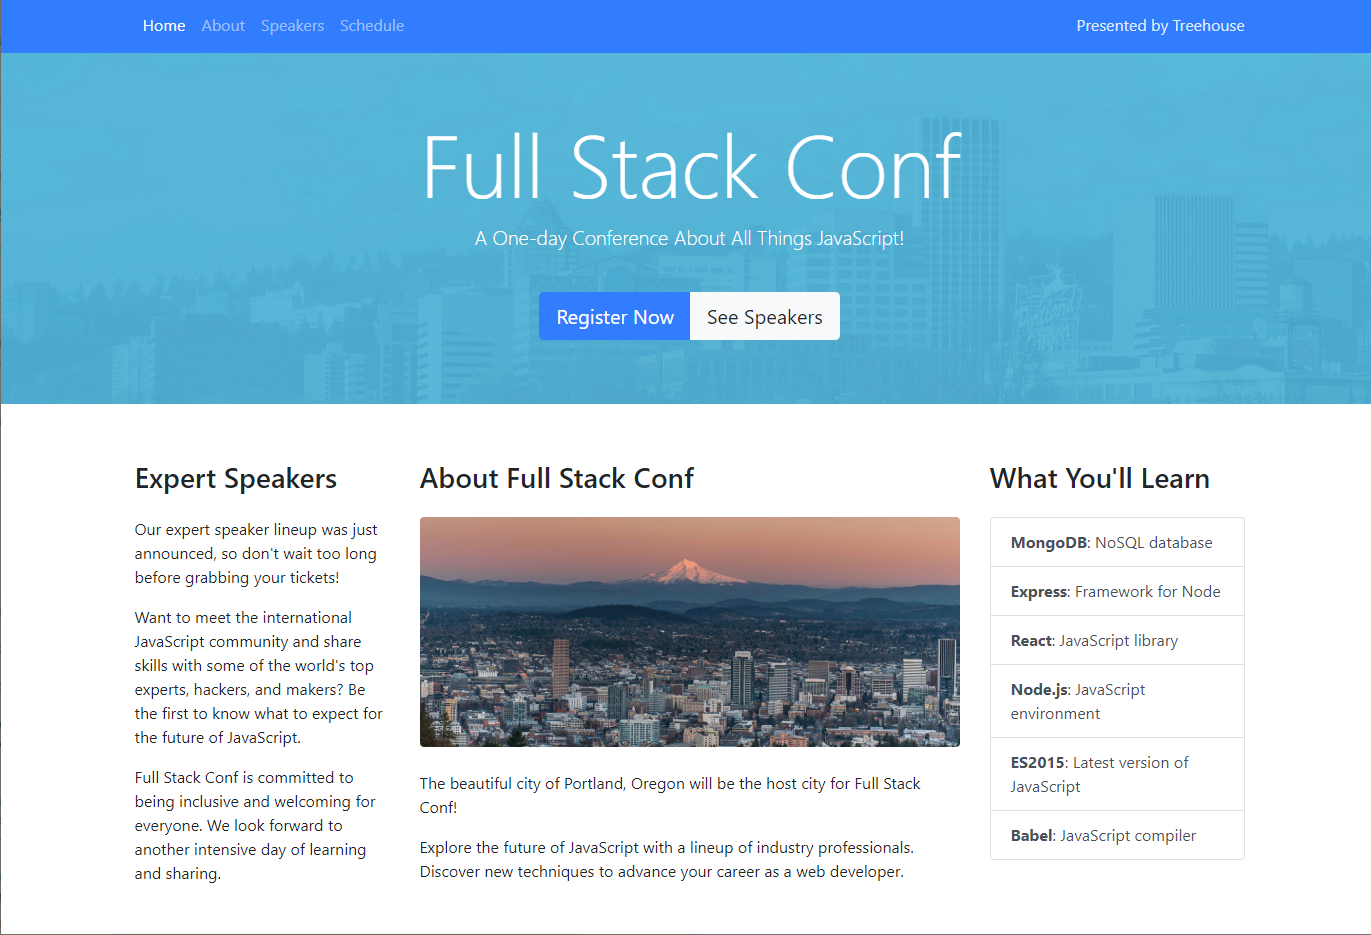 Home About Speakers Schedule
Presented by Treehouse
Full Stack Conf
A One-day Conference About All Things JavaScript!
Register Now
See Speakers
Expert Speakers
Our expert speaker lineup was just
announced, so don't wait too long
before grabbing your tickets!
Want to meet the international
JavaScript community and share
skills with some of the world's top
experts, hackers, and makers? Be
the first to know what to expect for
the future of JavaScript.
Full Stack Conf is committed to
being inclusive and welcoming for
everyone. We look forward to
another intensive day of learning
and sharing.
About Full Stack Conf
The beautiful city of Portland, Oregon will be the host city for Full Stack
Conf!
Explore the future of JavaScript with a lineup of industry professionals.
Discover new techniques to advance your career as a web developer.
What You'll Learn
MongoDB: NoSQL database
Express: Framework for Node
React: JavaScript library
Node.js: JavaScript
environment
ES2015: Latest version of
JavaScript
Babel: JavaScript compiler